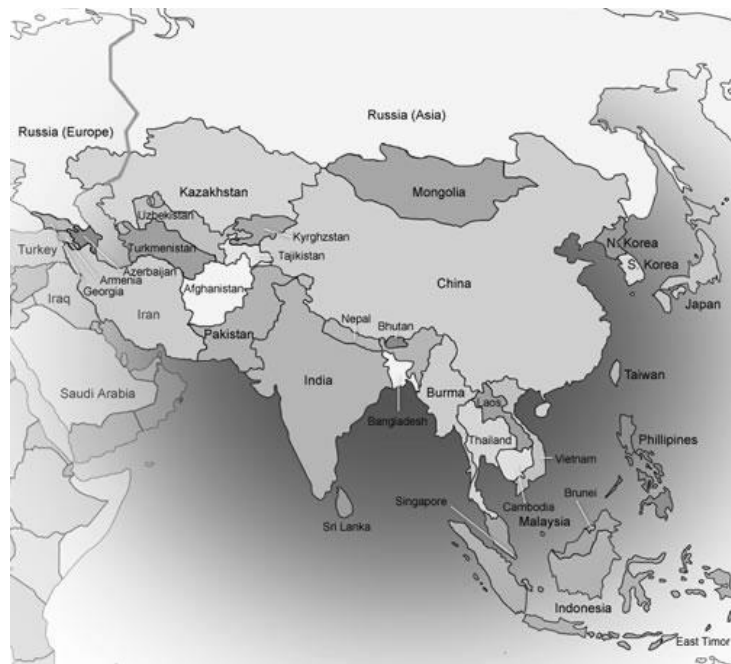 Russia (Europe)
Russia (Asia)
Kazakhstan
Mongolia
Uzbekistan
Kyrghzstan
N. Korea
Turkey
Turkmenistan
Tajikistan
S. Korea
Azerbaijan
Armenia
Georgia
Iraq
Iran
Afghanistan
China
Japan
Pakistan
Nepal
Bhutan
Saudi Arabia
India
Burma
Taiwan
Laos
Bangladesh
Thailand
Phillipines
Vietnam
Singapore
Cambodia
Brunei
Malaysia
Sri Lanka
Indonesia
East Timor